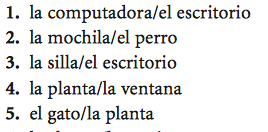 1. la computadora/el escritorio
2. la mochila/el perro
3. la silla/el escritorio
4. la planta/la ventana
5. el gato/la planta